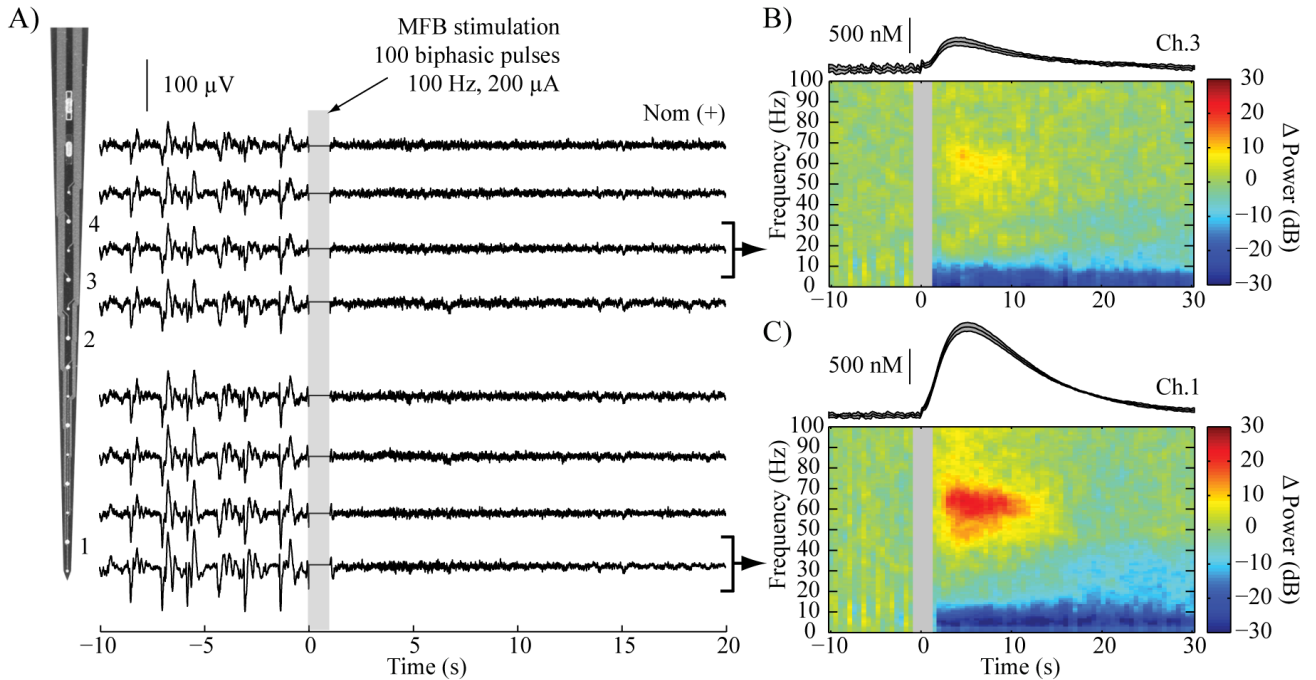 A)
MFB stimulation
100 biphasic pulses
100 Hz, 200 µA
100 µV
Nom (+)
4
3
2
1
−10 −5 0 5 10 15 20
Time (s)
B)
500 nM
Ch.3
100
90
80
70
60
50
40
30
20
10
0
Frequency (Hz)
−10 0 10 20 30
30
20
10
0
−10
−20
−30
Δ Power (dB)
C)
500 nM
Ch.1
100
90
80
70
60
50
40
30
20
10
0
Frequency (Hz)
−10 0 10 20 30
Time (s)
30
20
10
0
−10
−20
−30
Δ Power (dB)